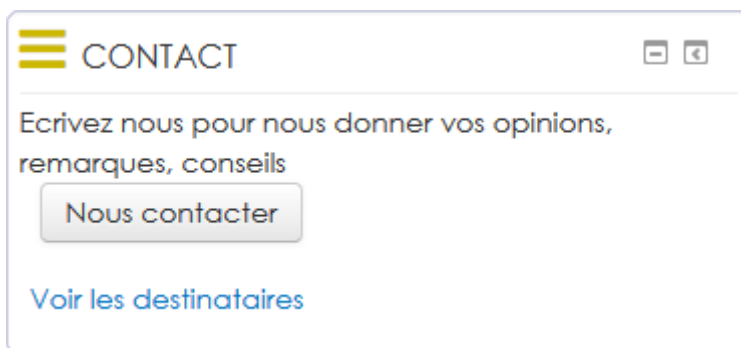 CONTACT
Ecrivez nous pour nous donner vos opinions,
remarques, conseils
Nous contacter
Voir les destinataires